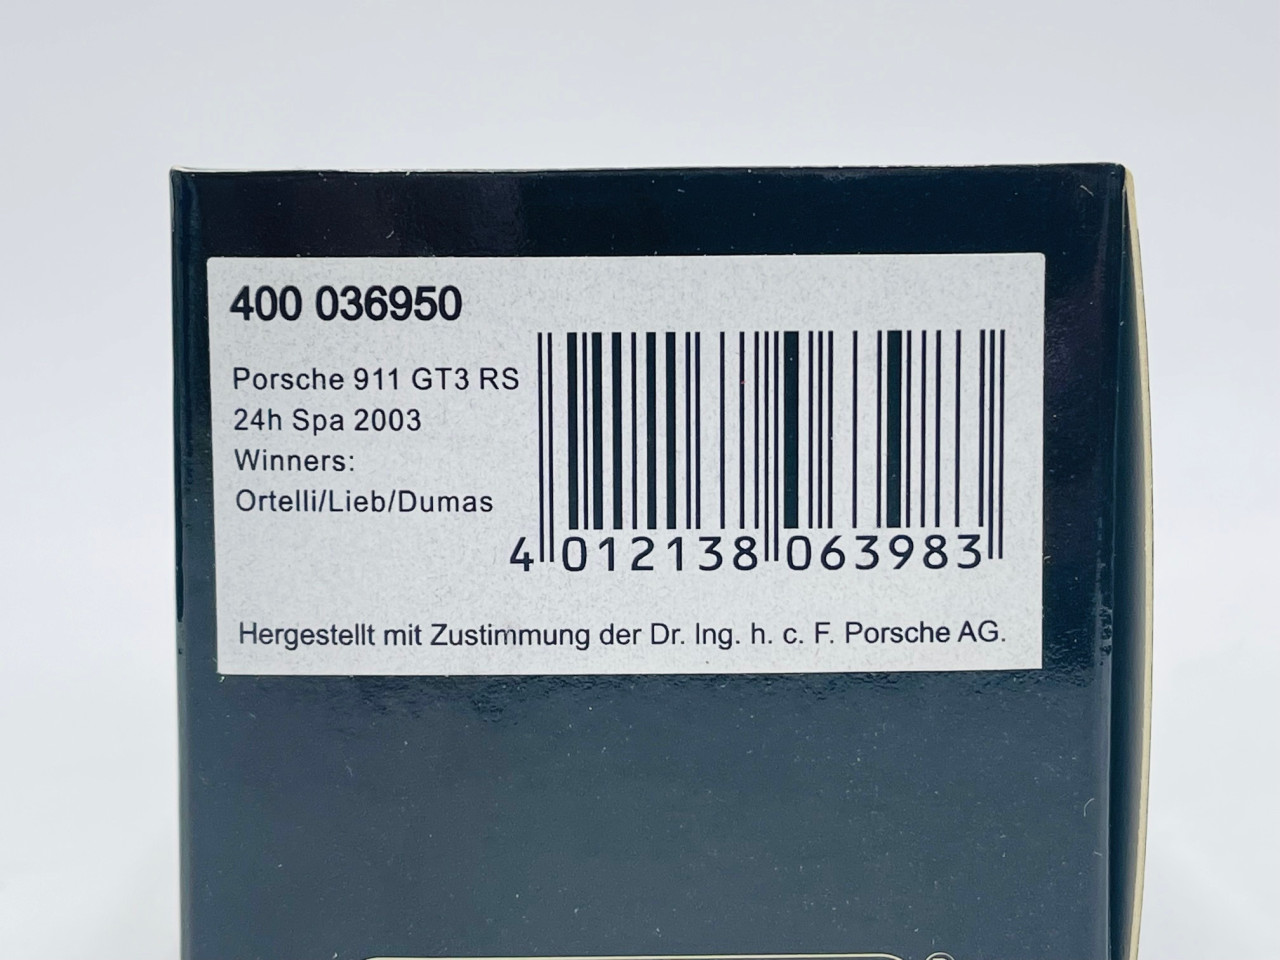 400 036950
Porsche 911 GT3 RS
24h Spa 2003
Winners:
Ortelli/Lieb/Dumas
4 012138 063983
Hergestellt mit Zustimmung der Dr. Ing. h. c. F. Porsche AG.
®